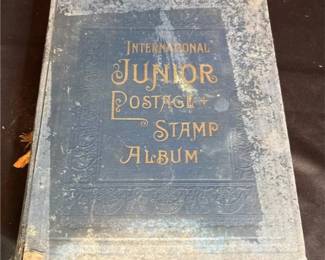 INTERNATIONAL
JUNIOR
POSTAGE
STAMP
ALBUM